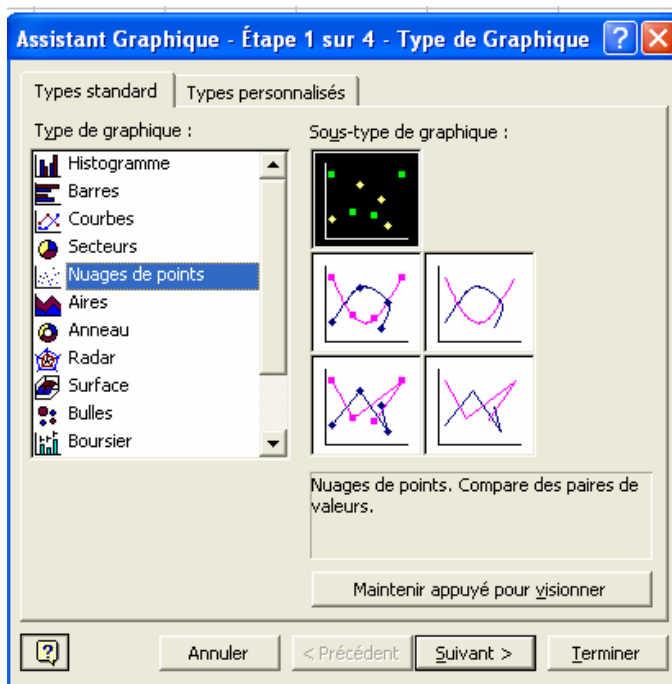 Assistant Graphique - Étape 1 sur 4 - Type de Graphique
Types standard
Types personnalisés
Type de graphique :
Histogramme
Barres
Courbes
Secteurs
Nuages de points
Aires
Anneau
Radar
Surface
Bulles
Boursier
Sous-type de graphique :
Nuages de points. Compare des paires de
valeurs.
Maintenir appuyé pour visionner
Annuler
< Précédent
Suivant >
Terminer